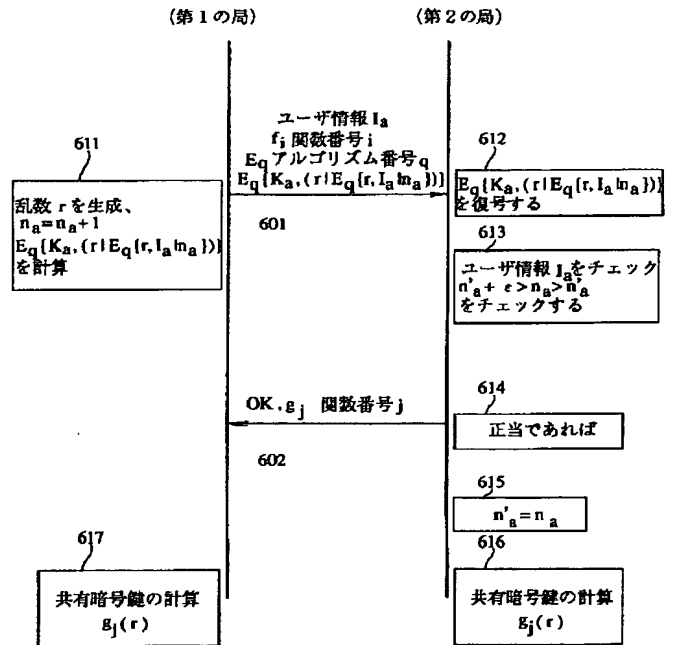 (第1の局)
(第2の局)
ユーザ情報 Ia
fi 関数番号 i
Eq アルゴリズム番号 q
Eq{Ka,(r|Eq{r,Ia|na})}
601
611
乱数 r を生成、
na=na+1
Eq{Ka,(r|Eq{r,Ia|na})}
を計算
612
Eq{Ka,(r|Eq{r,Ia|na})}
を復号する
613
ユーザ情報 Iaをチェック
n'a+ ε>na>n'a
をチェックする
OK,gj 関数番号 j
602
614
正当であれば
615
n'a=na
617
共有暗号鍵の計算
gj(r)
616
共有暗号鍵の計算
gj(r)